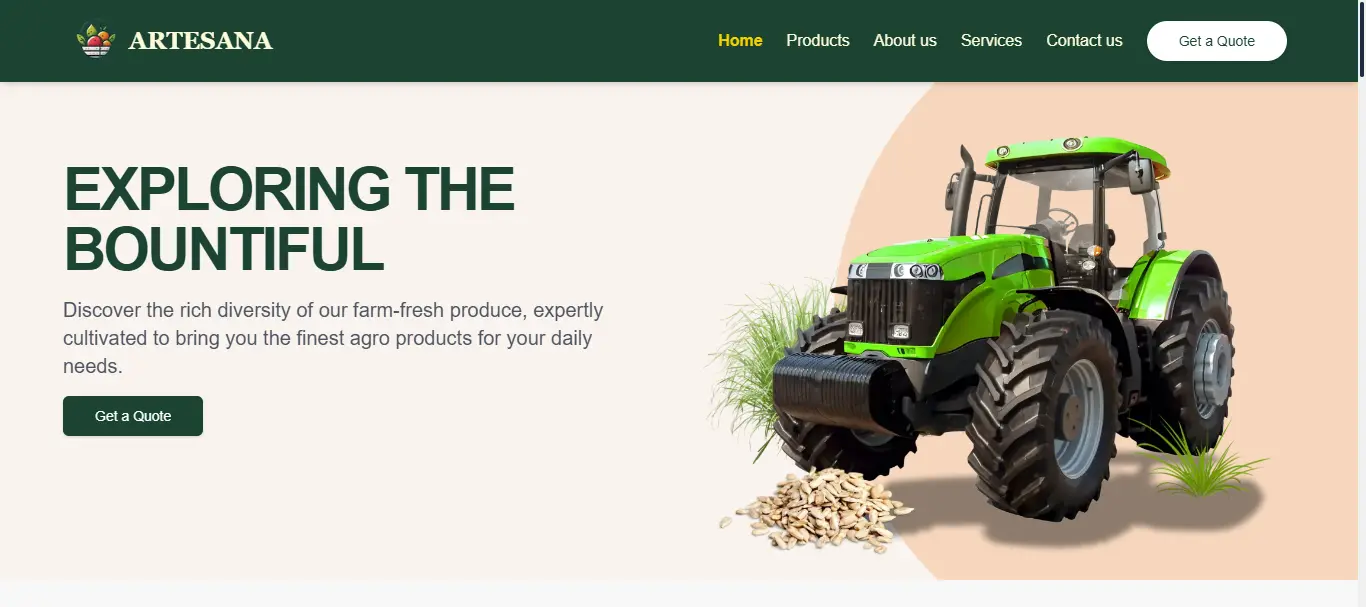 ARTESANA
Home Products About us Services Contact us Get a Quote
EXPLORING THE
BOUNTIFUL
Discover the rich diversity of our farm-fresh produce, expertly
cultivated to bring you the finest agro products for your daily
needs.
Get a Quote